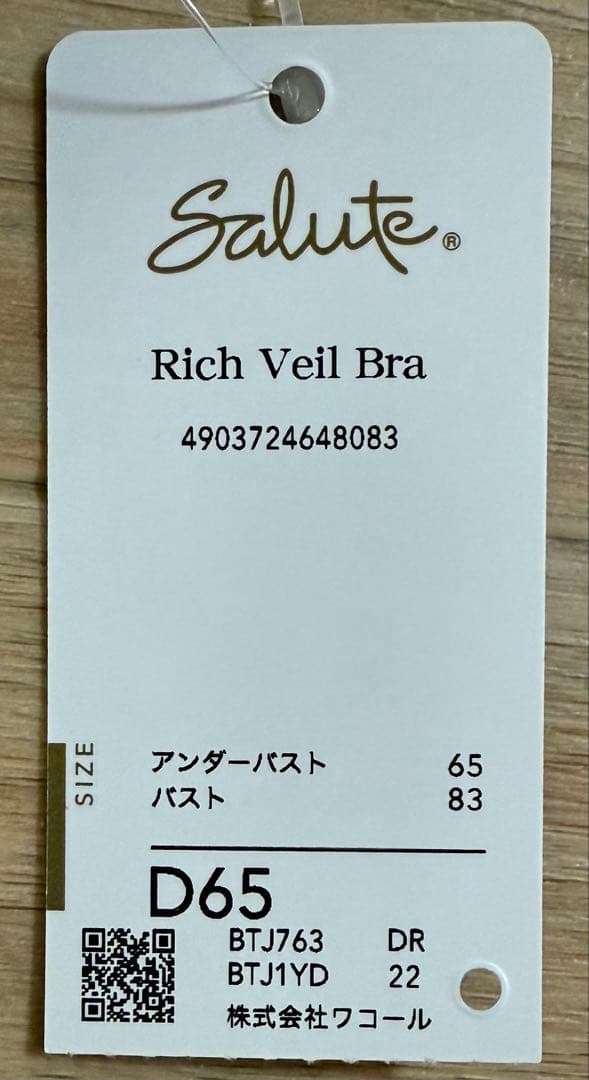 Salute®
Rich Veil Bra
4903724648083
SIZE
アンダーバスト 65
バスト 83
D65
BTJ763 DR
BTJ1YD 22
株式会社ワコール